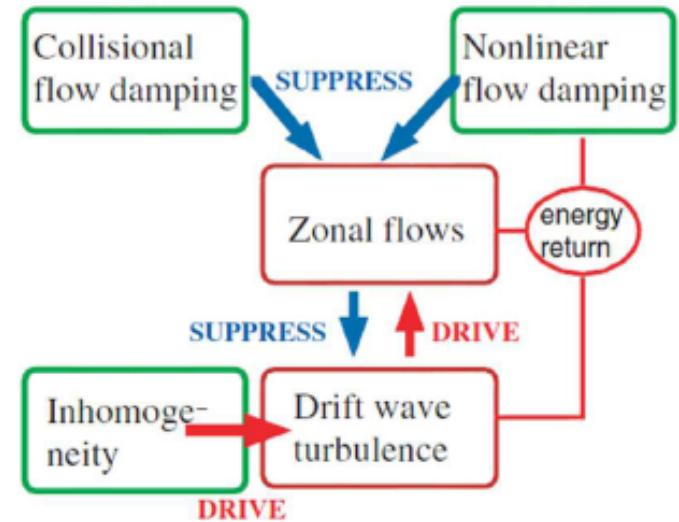 Collisional
flow damping
SUPPRESS
Nonlinear
flow damping
Zonal flows
energy
return
SUPPRESS
DRIVE
Inhomoge-
neity
Drift wave
turbulence
DRIVE